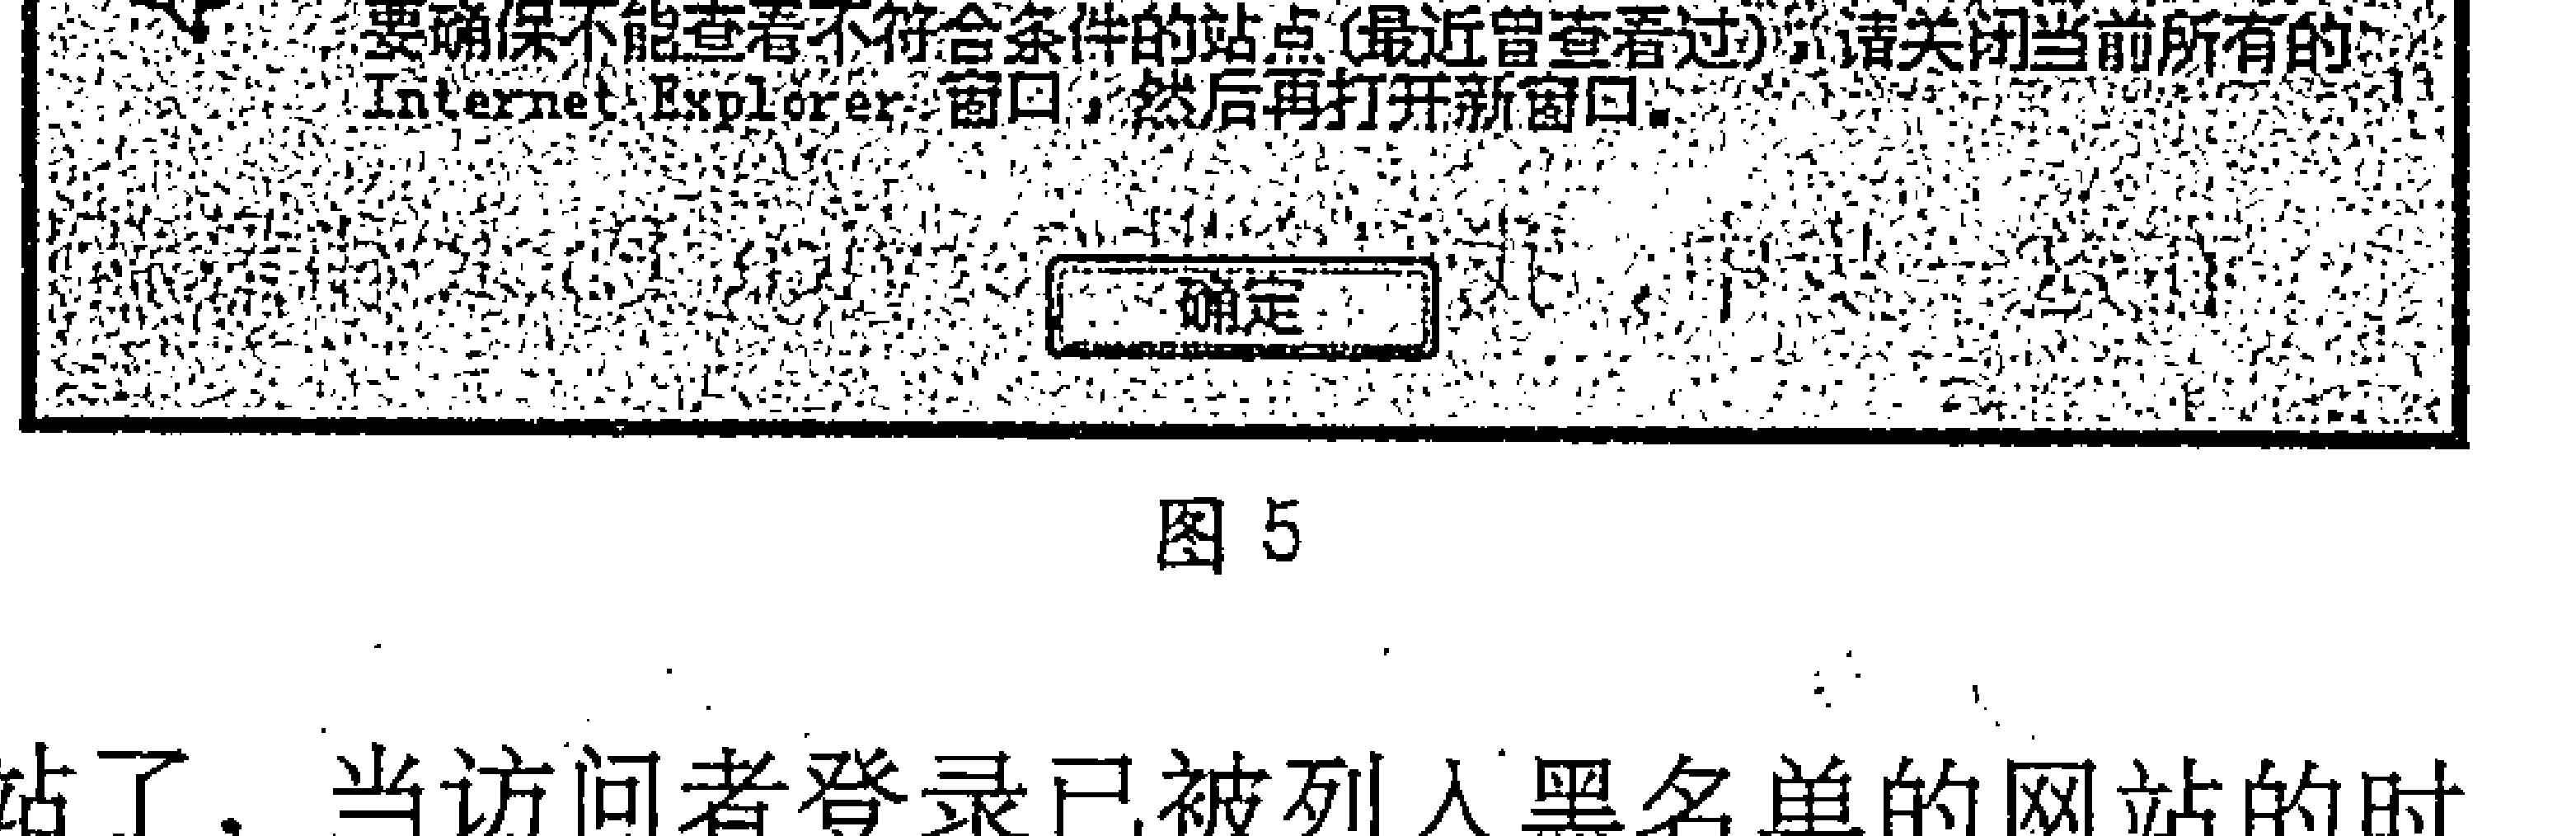 要确保不能查看不符合条件的站点(最近曾查看过)，请关闭当前所有的
Internet Explorer 窗口，然后再打开新窗口.
确定
图 5
站了. 当访问者登录已被列入黑名单的网站的时